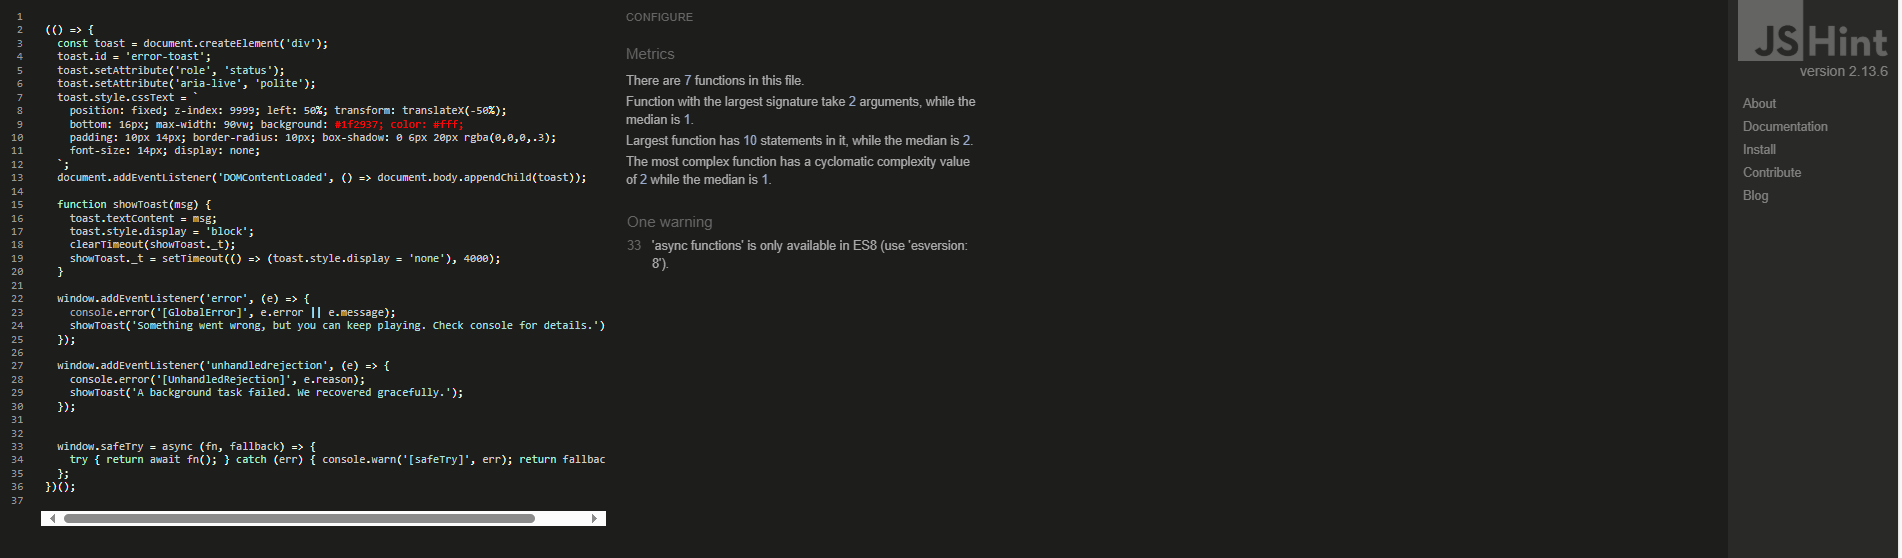 1
2 (() => {
3 const toast = document.createElement('div');
4 toast.id = 'error-toast';
5 toast.setAttribute('role', 'status');
6 toast.setAttribute('aria-live', 'polite');
7 toast.style.cssText = `
8 position: fixed; z-index: 9999; left: 50%; transform: translateX(-50%);
9 bottom: 16px; max-width: 90vw; background: #1f2937; color: #fff;
10 padding: 10px 14px; border-radius: 10px; box-shadow: 0 6px 20px rgba(0,0,0,.3);
11 font-size: 14px; display: none;
12 `;
13 document.addEventListener('DOMContentLoaded', () => document.body.appendChild(toast));
14
15 function showToast(msg) {
16 toast.textContent = msg;
17 toast.style.display = 'block';
18 clearTimeout(showToast._t);
19 showToast._t = setTimeout(() => (toast.style.display = 'none'), 4000);
20 }
21
22 window.addEventListener('error', (e) => {
23 console.error('[GlobalError]', e.error || e.message);
24 showToast('Something went wrong, but you can keep playing. Check console for details.')
25 });
26
27 window.addEventListener('unhandledrejection', (e) => {
28 console.error('[UnhandledRejection]', e.reason);
29 showToast('A background task failed. We recovered gracefully.');
30 });
31
32
33 window.safeTry = async (fn, fallback) => {
34 try { return await fn(); } catch (err) { console.warn('[safeTry]', err); return fallbac
35 };
36 })();
37
CONFIGURE
Metrics
There are 7 functions in this file.
Function with the largest signature take 2 arguments, while the
median is 1.
Largest function has 10 statements in it, while the median is 2.
The most complex function has a cyclomatic complexity value
of 2 while the median is 1.
One warning
33 'async functions' is only available in ES8 (use 'esversion:
8').
JSHint
version 2.13.6
About
Documentation
Install
Contribute
Blog